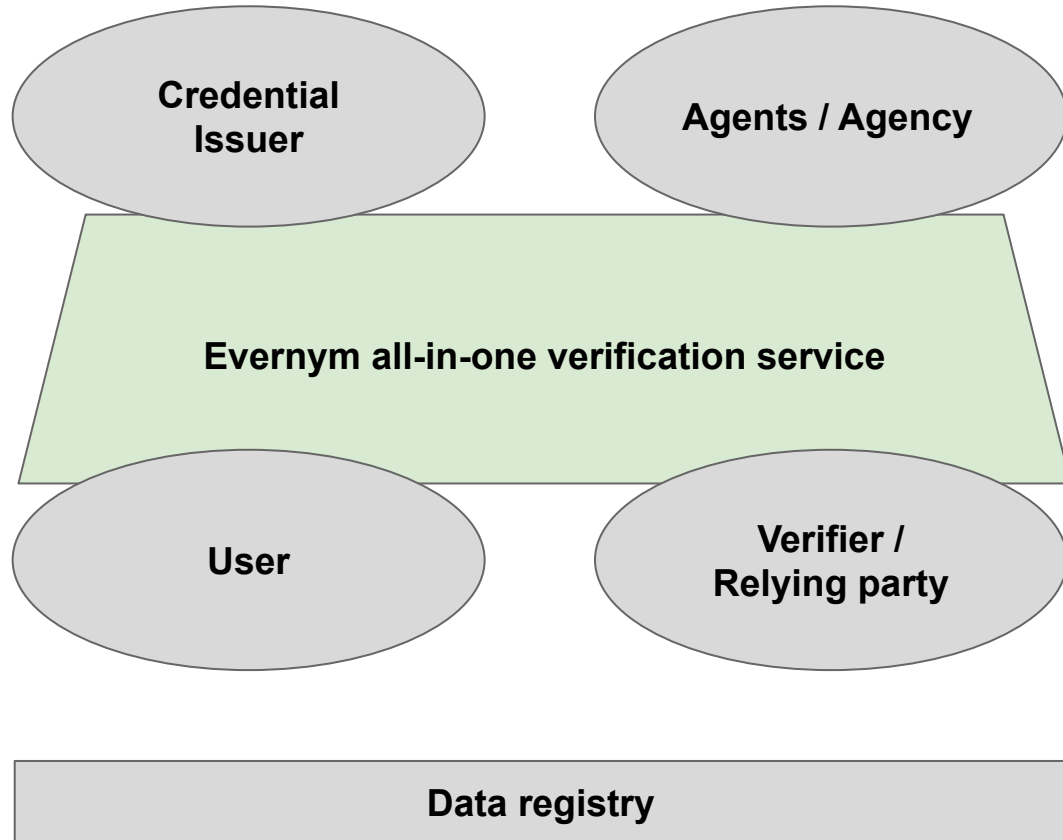 Credential
Issuer
Agents / Agency
Evernym all-in-one verification service
User
Verifier /
Relying party
Data registry